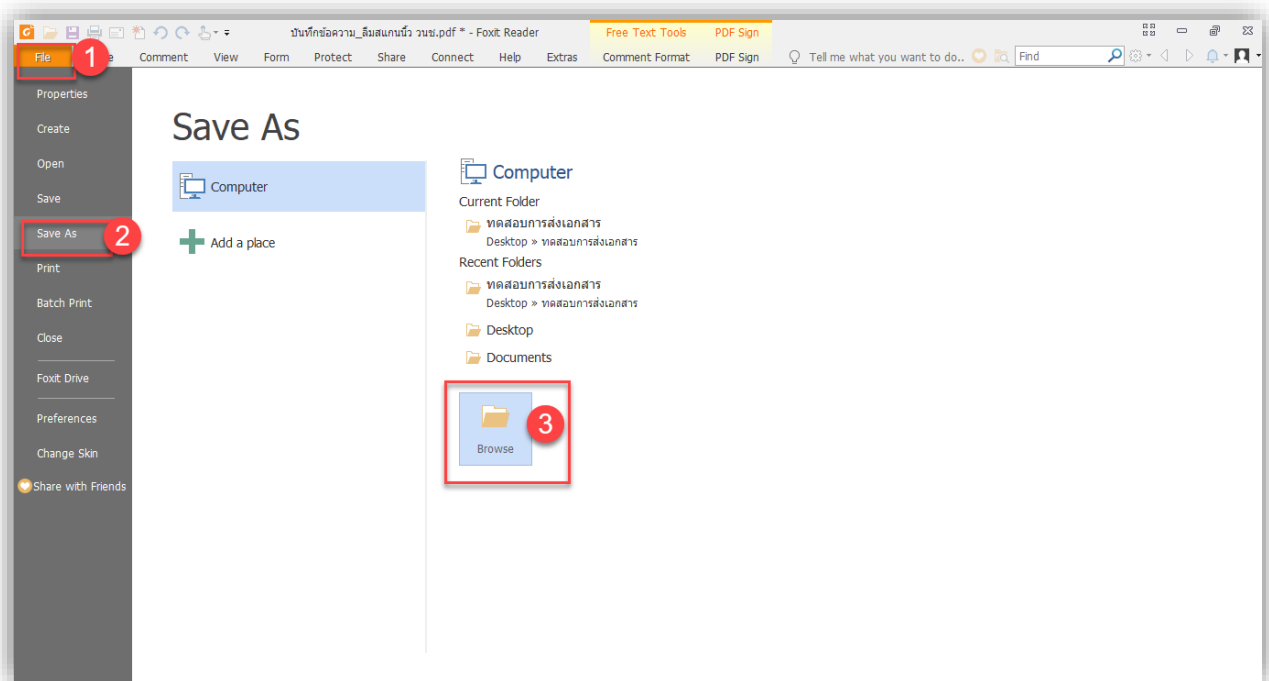 บันทึกข้อความ_ลืมสแกนนิ้ว วนช.pdf * - Foxit Reader
Free Text Tools
PDF Sign
File
1
Comment
View
Form
Protect
Share
Connect
Help
Extras
Comment Format
PDF Sign
Tell me what you want to do..
Find
Properties
Create
Open
Save
Save As
2
Print
Batch Print
Close
Foxit Drive
Preferences
Change Skin
Share with Friends
Save As
Computer
Add a place
Computer
Current Folder
ทดสอบการส่งเอกสาร
Desktop » ทดสอบการส่งเอกสาร
Recent Folders
ทดสอบการส่งเอกสาร
Desktop » ทดสอบการส่งเอกสาร
Desktop
Documents
3
Browse